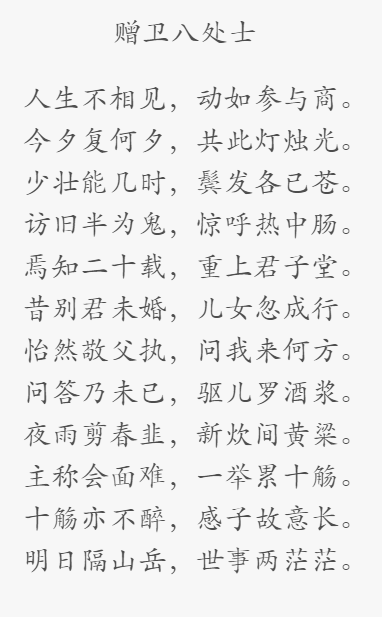 赠卫八处士
人生不相见，动如参与商。
今夕复何夕，共此灯烛光。
少壮能几时，鬓发各已苍。
访旧半为鬼，惊呼热中肠。
焉知二十载，重上君子堂。
昔别君未婚，儿女忽成行。
怡然敬父执，问我来何方。
问答乃未已，驱儿罗酒浆。
夜雨剪春韭，新炊间黄粱。
主称会面难，一举累十觞。
十觞亦不醉，感子故意长。
明日隔山岳，世事两茫茫。